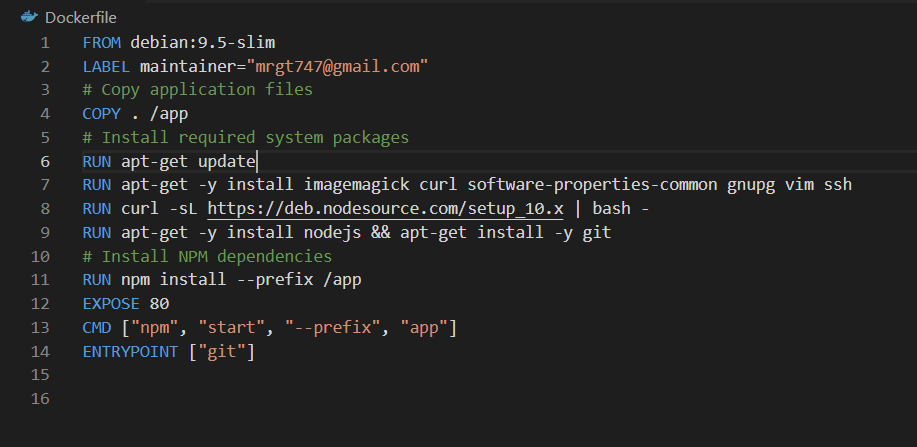 Dockerfile
1 FROM debian:9.5-slim
2 LABEL maintainer="mrgt747@gmail.com"
3 # Copy application files
4 COPY . /app
5 # Install required system packages
6 RUN apt-get update
7 RUN apt-get -y install imagemagick curl software-properties-common gnupg vim ssh
8 RUN curl -sL https://deb.nodesource.com/setup_10.x | bash -
9 RUN apt-get -y install nodejs && apt-get install -y git
10 # Install NPM dependencies
11 RUN npm install --prefix /app
12 EXPOSE 80
13 CMD ["npm", "start", "--prefix", "app"]
14 ENTRYPOINT ["git"]
15
16